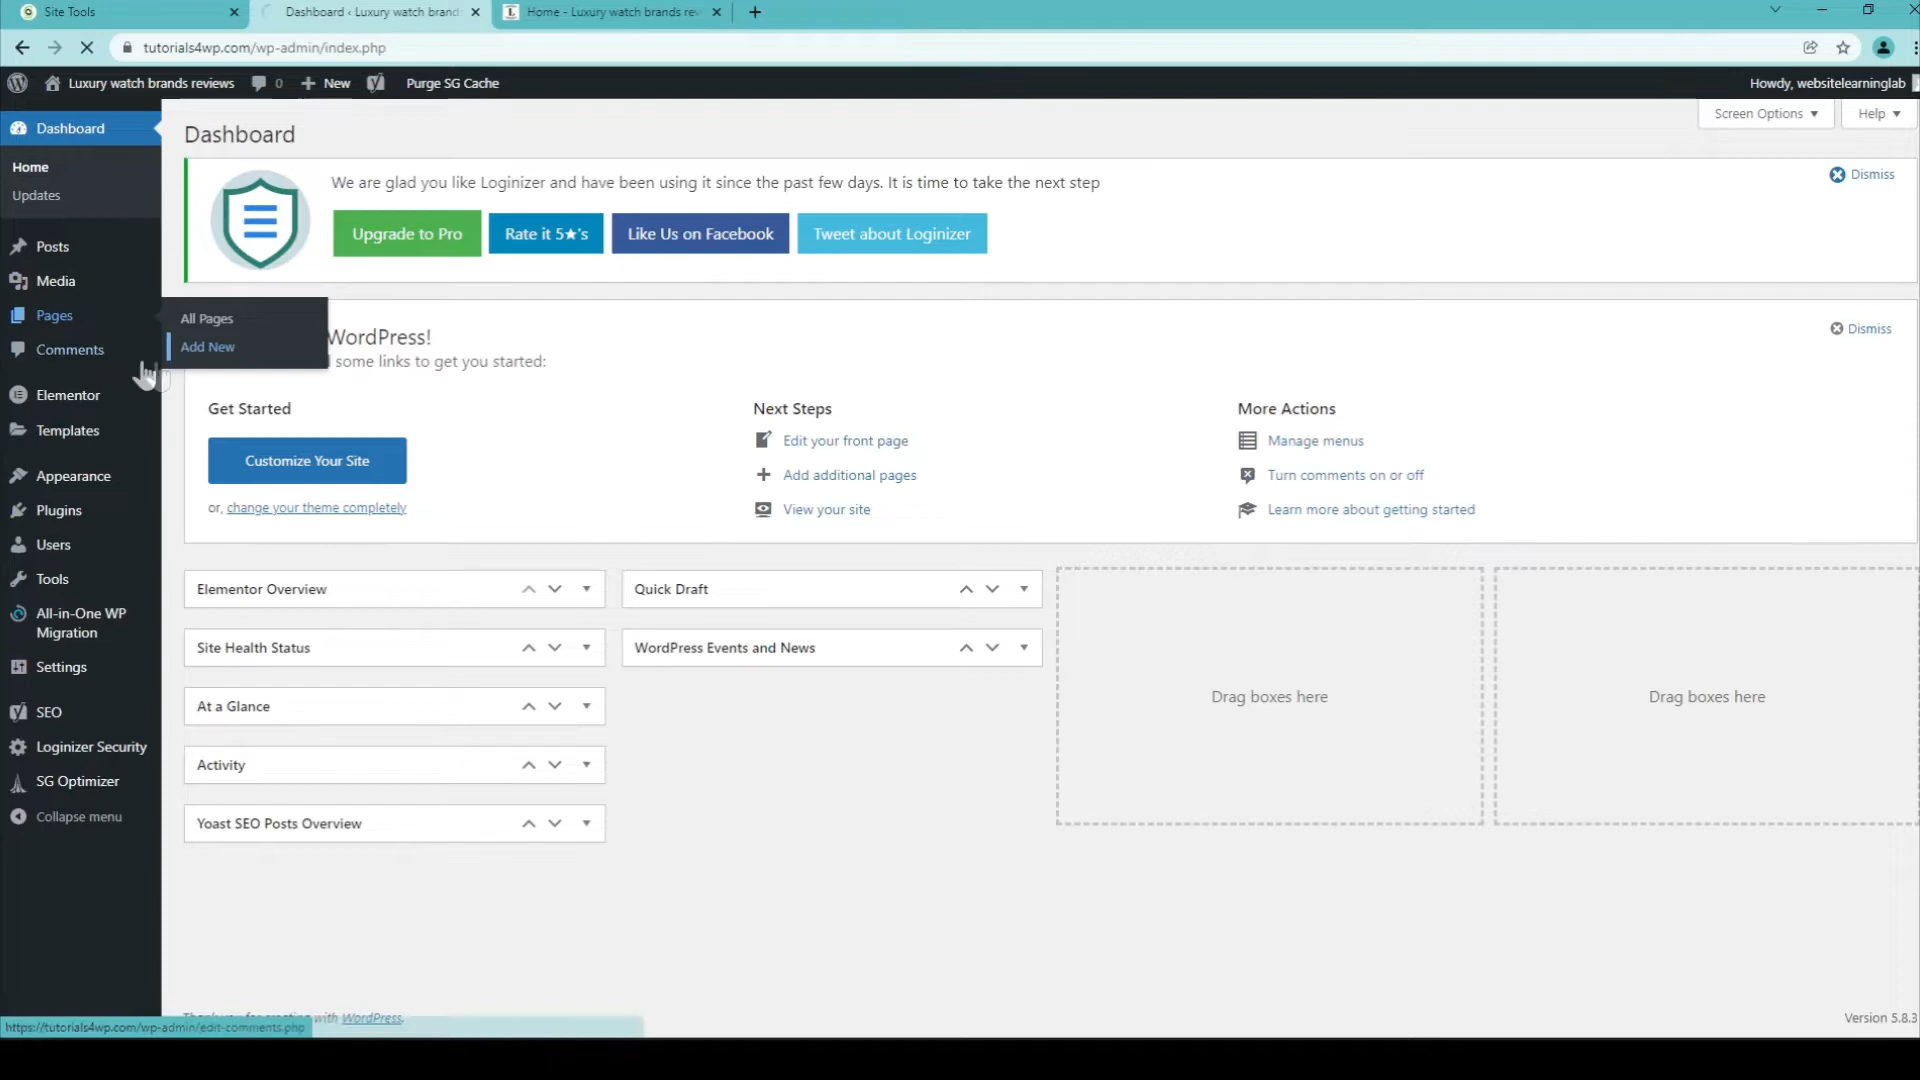 Site Tools
Dashboard ‹ Luxury watch brand
Home - Luxury watch brands re
tutorials4wp.com/wp-admin/index.php
Luxury watch brands reviews
0
New
Purge SG Cache
Howdy, websitelearninglab
Dashboard
Home
Updates
Posts
Media
Pages
Comments
Elementor
Templates
Appearance
Plugins
Users
Tools
All-in-One WP
Migration
Settings
SEO
Loginizer Security
SG Optimizer
Collapse menu
All Pages
Add New
Dashboard
Screen Options
Help
We are glad you like Loginizer and have been using it since the past few days. It is time to take the next step
Dismiss
Upgrade to Pro
Rate it 5★'s
Like Us on Facebook
Tweet about Loginizer
WordPress!
some links to get you started:
Dismiss
Get Started
Customize Your Site
or, change your theme completely
Next Steps
Edit your front page
Add additional pages
View your site
More Actions
Manage menus
Turn comments on or off
Learn more about getting started
Elementor Overview
Site Health Status
At a Glance
Activity
Yoast SEO Posts Overview
Quick Draft
WordPress Events and News
Drag boxes here
Drag boxes here
Thank you for creating with WordPress.
Version 5.8.3
https://tutorials4wp.com/wp-admin/edit-comments.php